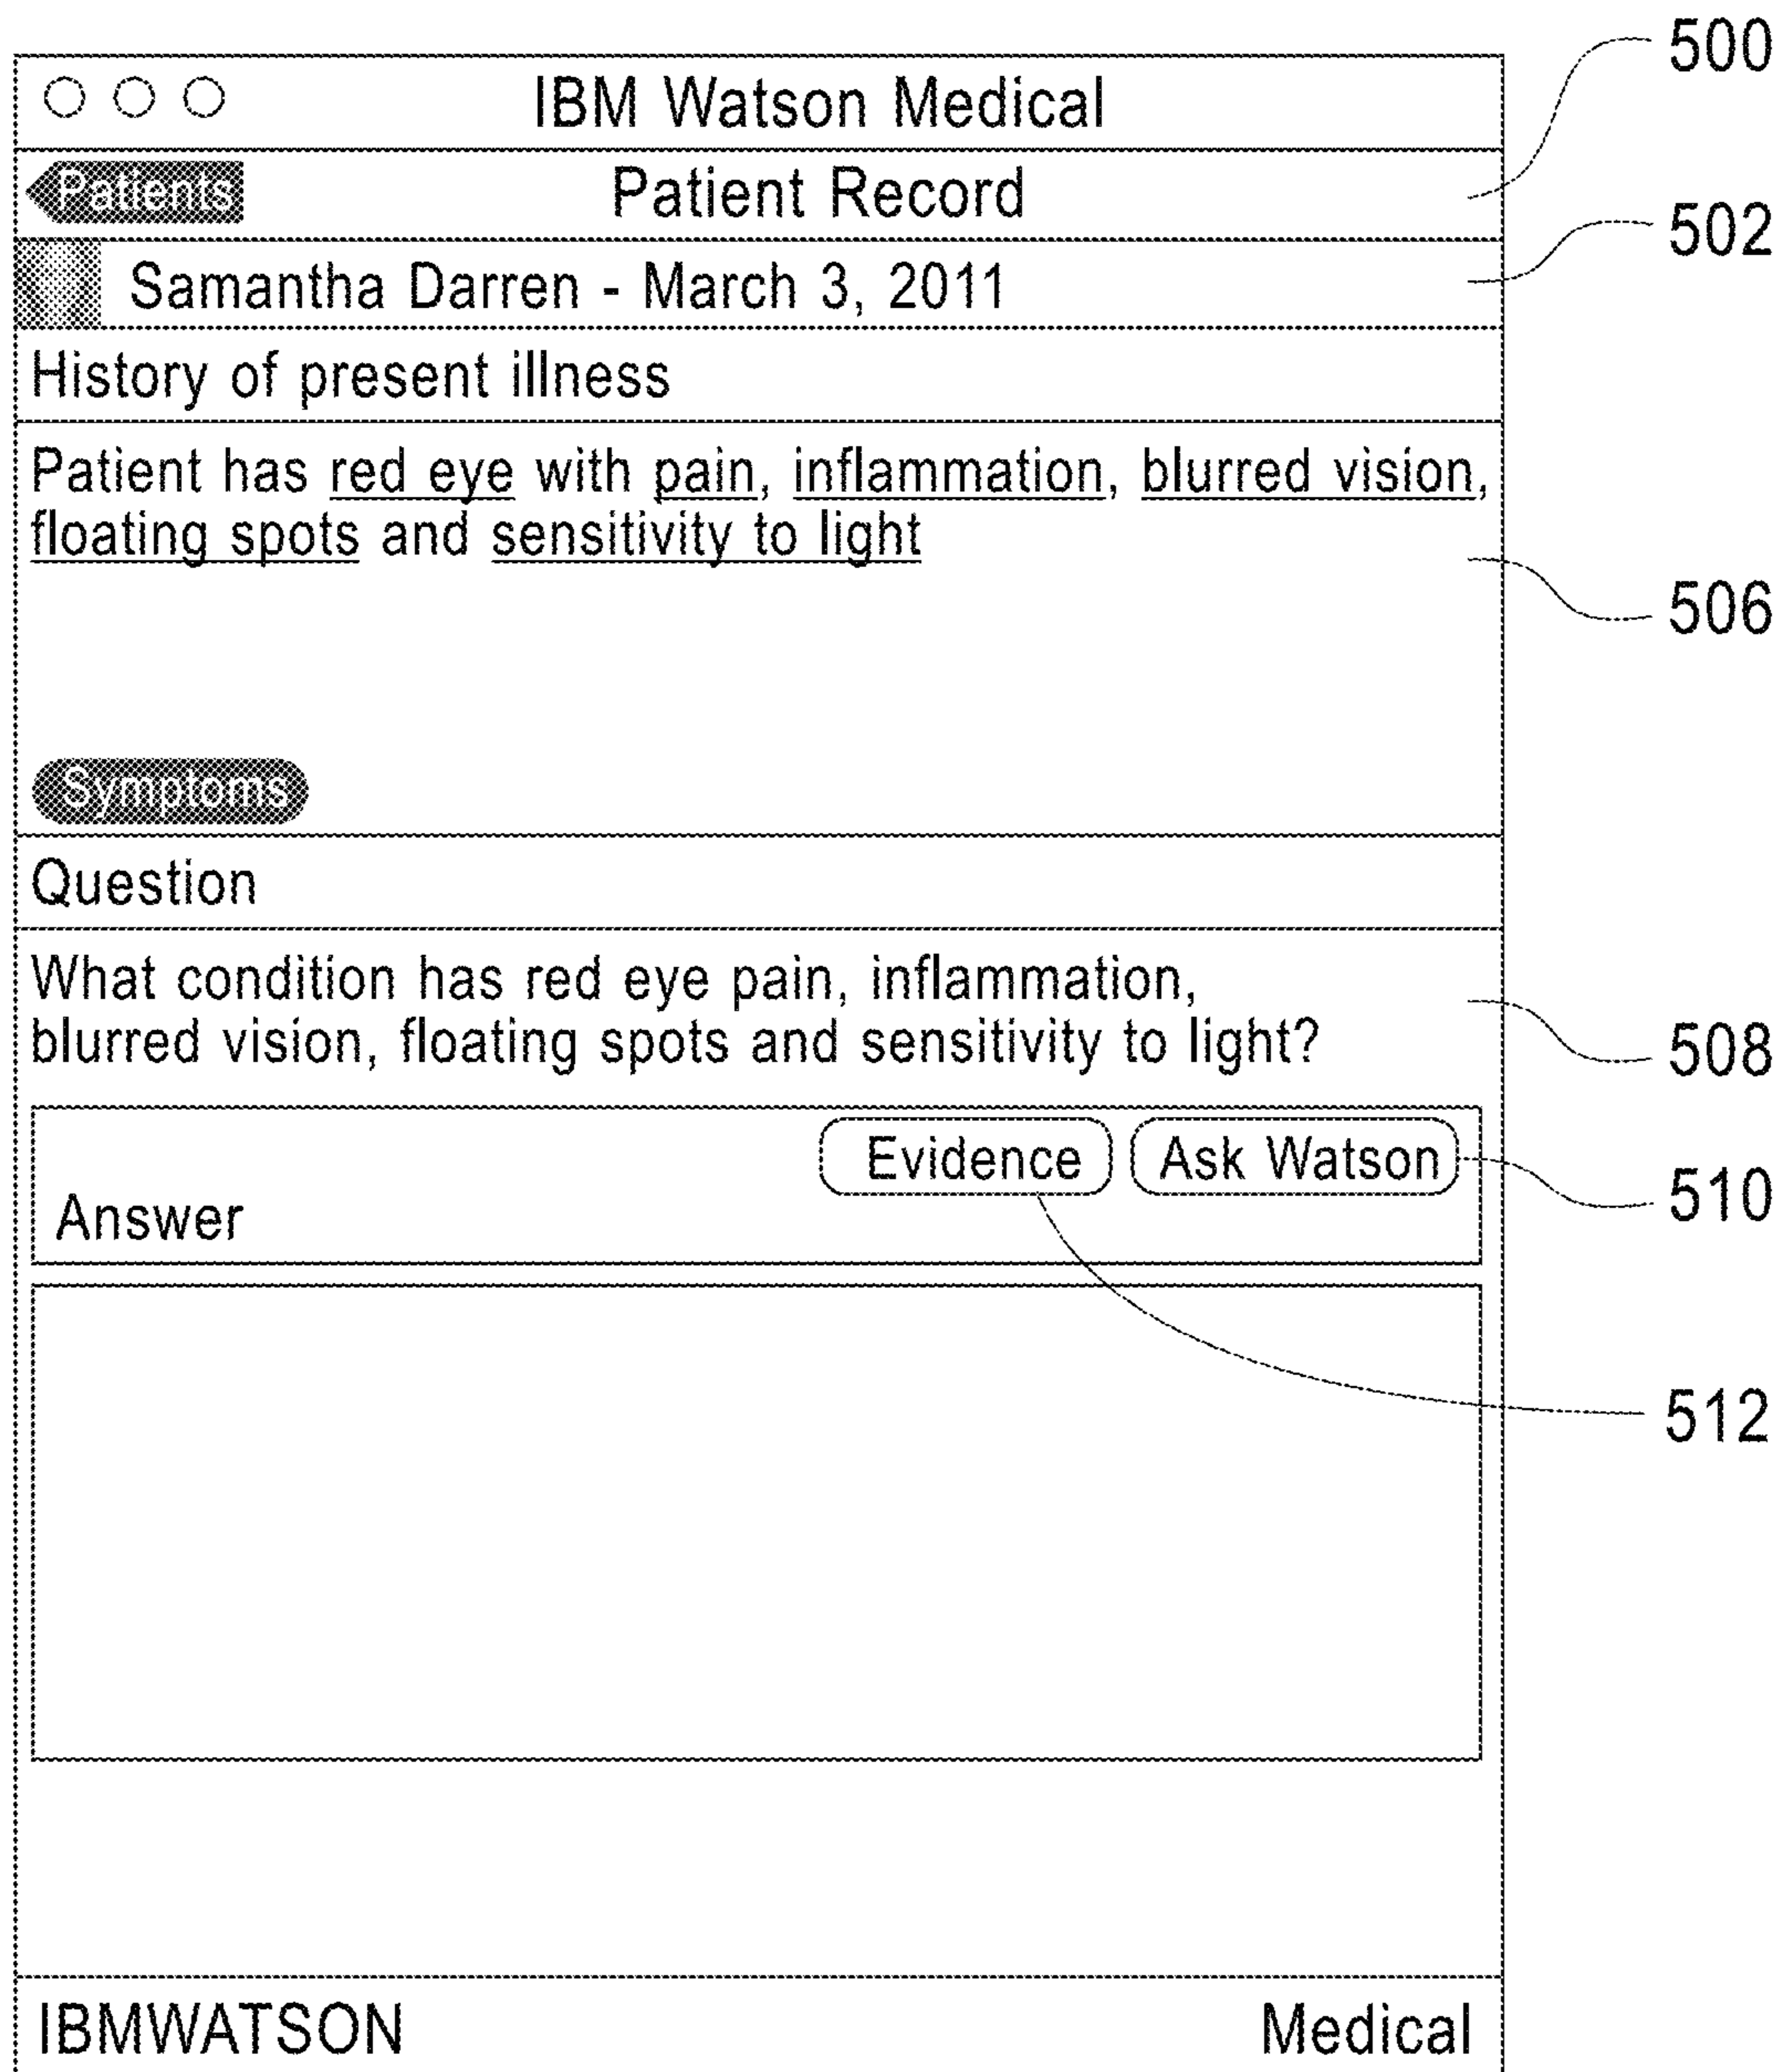 500
IBM Watson Medical
Patients
Patient Record
502
Samantha Darren - March 3, 2011
History of present illness
Patient has red eye with pain, inflammation, blurred vision,
floating spots and sensitivity to light
506
Symptoms
Question
What condition has red eye pain, inflammation,
blurred vision, floating spots and sensitivity to light?
508
Evidence
Ask Watson
510
Answer
512
IBMWATSON
Medical